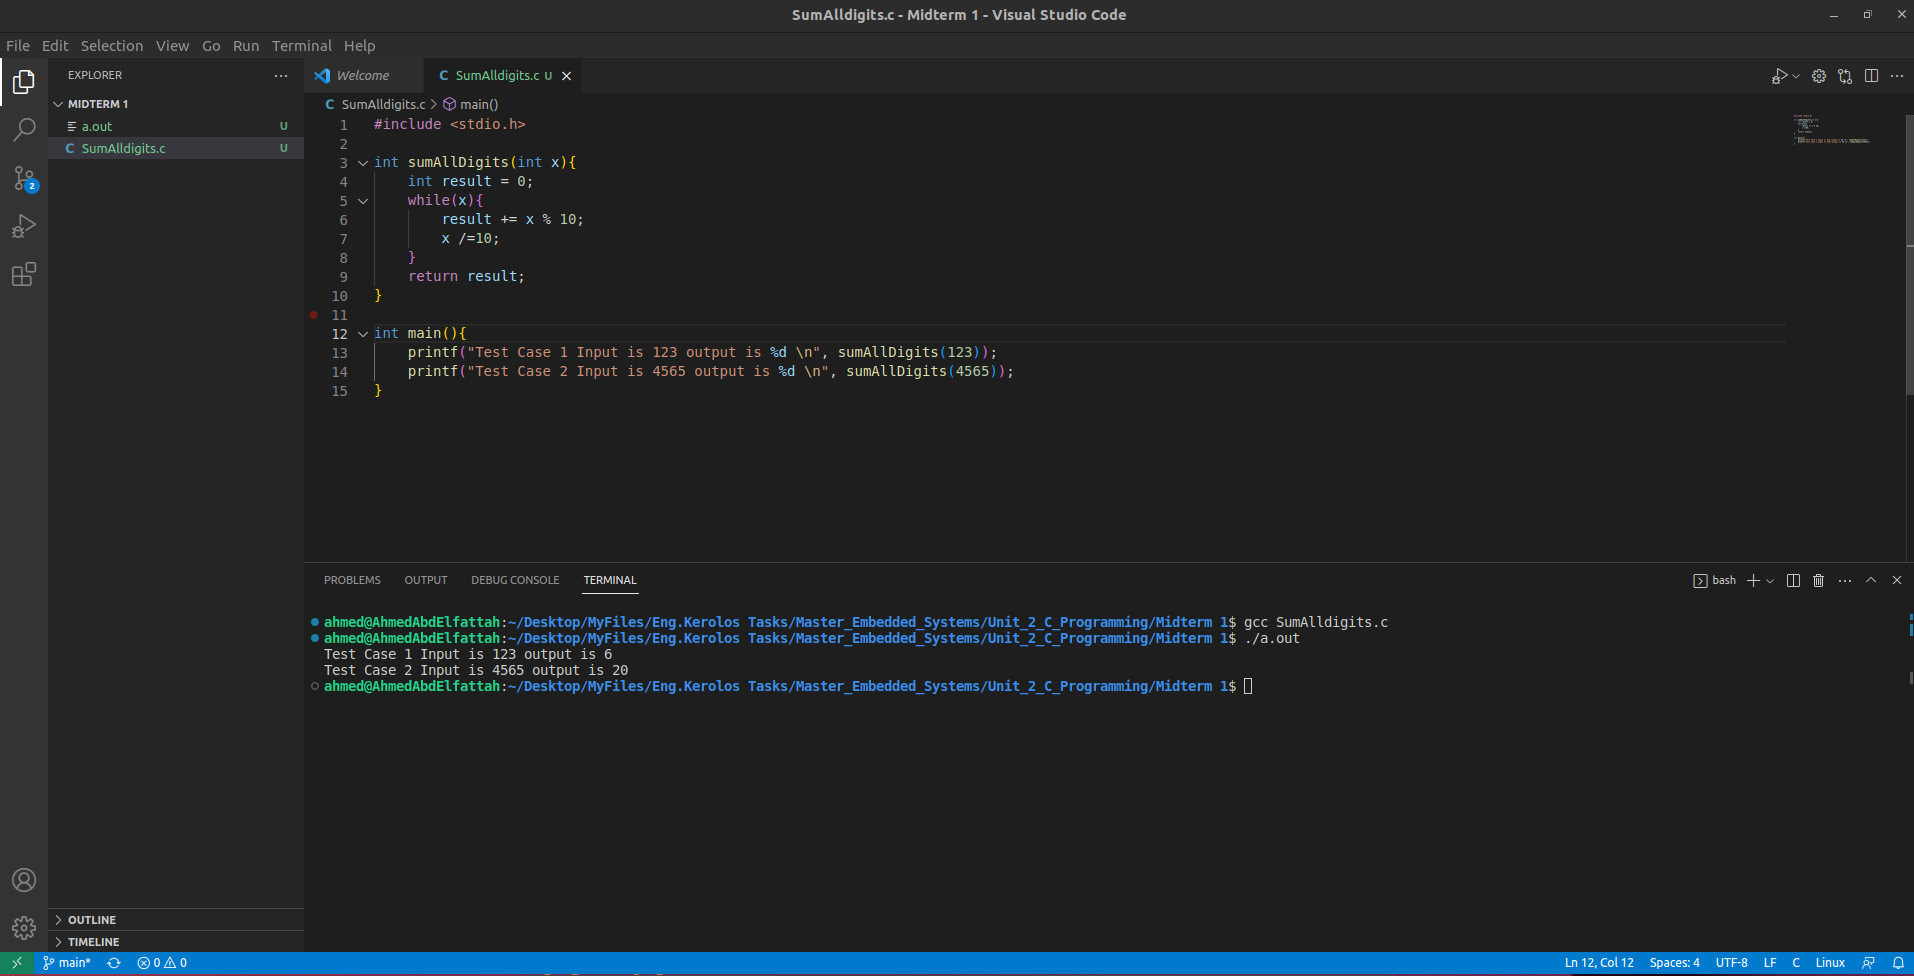 SumAlldigits.c - Midterm 1 - Visual Studio Code
File Edit Selection View Go Run Terminal Help
EXPLORER
MIDTERM 1
a.out U
C SumAlldigits.c U
2
OUTLINE
TIMELINE
Welcome
C SumAlldigits.c U
C SumAlldigits.c > main()
1 #include <stdio.h>
2
3 int sumAllDigits(int x){
4 int result = 0;
5 while(x){
6 result += x % 10;
7 x /=10;
8 }
9 return result;
10 }
11
12 int main(){
13 printf("Test Case 1 Input is 123 output is %d \n", sumAllDigits(123));
14 printf("Test Case 2 Input is 4565 output is %d \n", sumAllDigits(4565));
15 }
PROBLEMS OUTPUT DEBUG CONSOLE TERMINAL
bash
ahmed@AhmedAbdElfattah:~/Desktop/MyFiles/Eng.Kerolos Tasks/Master_Embedded_Systems/Unit_2_C_Programming/Midterm 1$ gcc SumAlldigits.c
ahmed@AhmedAbdElfattah:~/Desktop/MyFiles/Eng.Kerolos Tasks/Master_Embedded_Systems/Unit_2_C_Programming/Midterm 1$ ./a.out
Test Case 1 Input is 123 output is 6
Test Case 2 Input is 4565 output is 20
ahmed@AhmedAbdElfattah:~/Desktop/MyFiles/Eng.Kerolos Tasks/Master_Embedded_Systems/Unit_2_C_Programming/Midterm 1$
main* 0 0
Ln 12, Col 12 Spaces: 4 UTF-8 LF C Linux